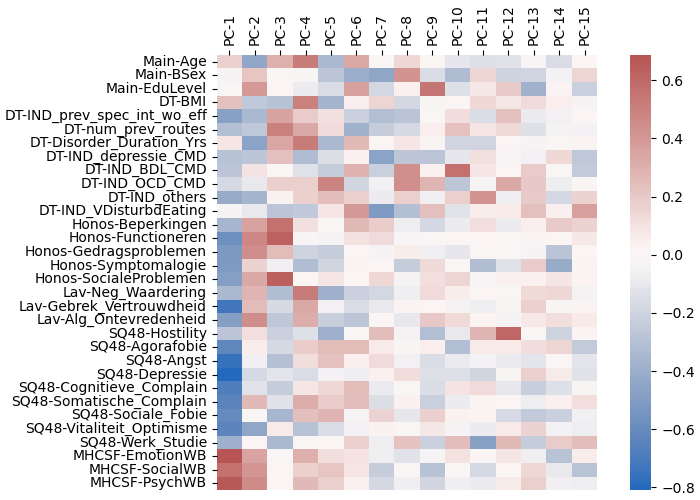 PC-1 PC-2 PC-3 PC-4 PC-5 PC-6 PC-7 PC-8 PC-9 PC-10 PC-11 PC-12 PC-13 PC-14 PC-15
Main-Age
Main-BSex
Main-EduLevel
DT-BMI
DT-IND_prev_spec_int_wo_eff
DT-num_prev_routes
DT-Disorder_Duration_Yrs
DT-IND_depressie_CMD
DT-IND_BDL_CMD
DT-IND_OCD_CMD
DT-IND_others
DT-IND_VDisturbdEating
Honos-Beperkingen
Honos-Functioneren
Honos-Gedragsproblemen
Honos-Symptomalogie
Honos-SocialeProblemen
Lav-Neg_Waardering
Lav-Gebrek_Vertrouwdheid
Lav-Alg_Ontevredenheid
SQ48-Hostility
SQ48-Agorafobie
SQ48-Angst
SQ48-Depressie
SQ48-Cognitieve_Complain
SQ48-Somatische_Complain
SQ48-Sociale_Fobie
SQ48-Vitaliteit_Optimisme
SQ48-Werk_Studie
MHCSF-EmotionWB
MHCSF-SocialWB
MHCSF-PsychWB
0.6
0.4
0.2
0.0
-0.2
-0.4
-0.6
-0.8